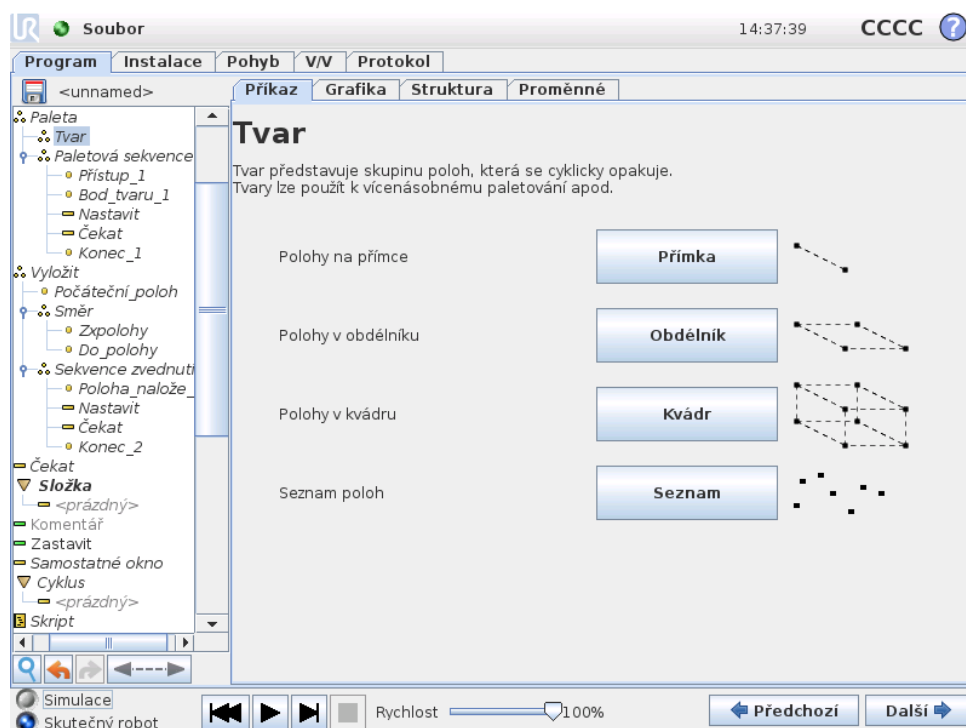 UR Soubor 14:37:39 CCCC ?
Program Instalace Pohyb V/V Protokol
<unnamed>
Příkaz Grafika Struktura Proměnné
Paleta
Tvar
Paletová sekvence
Přístup_1
Bod_tvaru_1
Nastavit
Čekat
Konec_1
Vyložit
Počáteční_poloh
Směr
Zxpolohy
Do_polohy
Sekvence zvednutí
Poloha_nalože_
Nastavit
Čekat
Konec_2
Čekat
Složka
<prázdný>
Komentář
Zastavit
Samostatné okno
Cyklus
<prázdný>
Skript
Tvar
Tvar představuje skupinu poloh, která se cyklicky opakuje.
Tvary lze použít k vícenásobnému paletování apod.
Polohy na přímce Přímka
Polohy v obdélníku Obdélník
Polohy v kvádru Kvádr
Seznam poloh Seznam
Simulace
Skutečný robot
Rychlost 100%
Předchozí Další